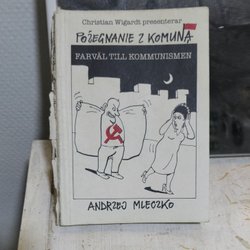 Christian Wigardt presenterar
POŻEGNANIE Z KOMUNĄ
FARVÄL TILL KOMMUNISMEN
ANDRZEJ MLECZKO